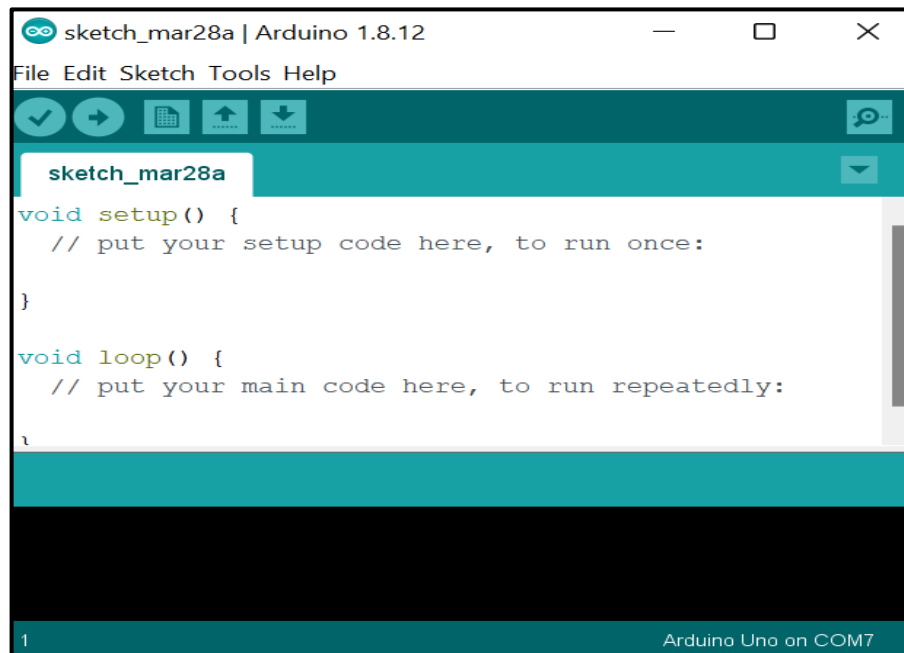 sketch_mar28a | Arduino 1.8.12
File Edit Sketch Tools Help
sketch_mar28a
void setup() {
  // put your setup code here, to run once:
}
void loop() {
  // put your main code here, to run repeatedly:
}
1 Arduino Uno on COM7